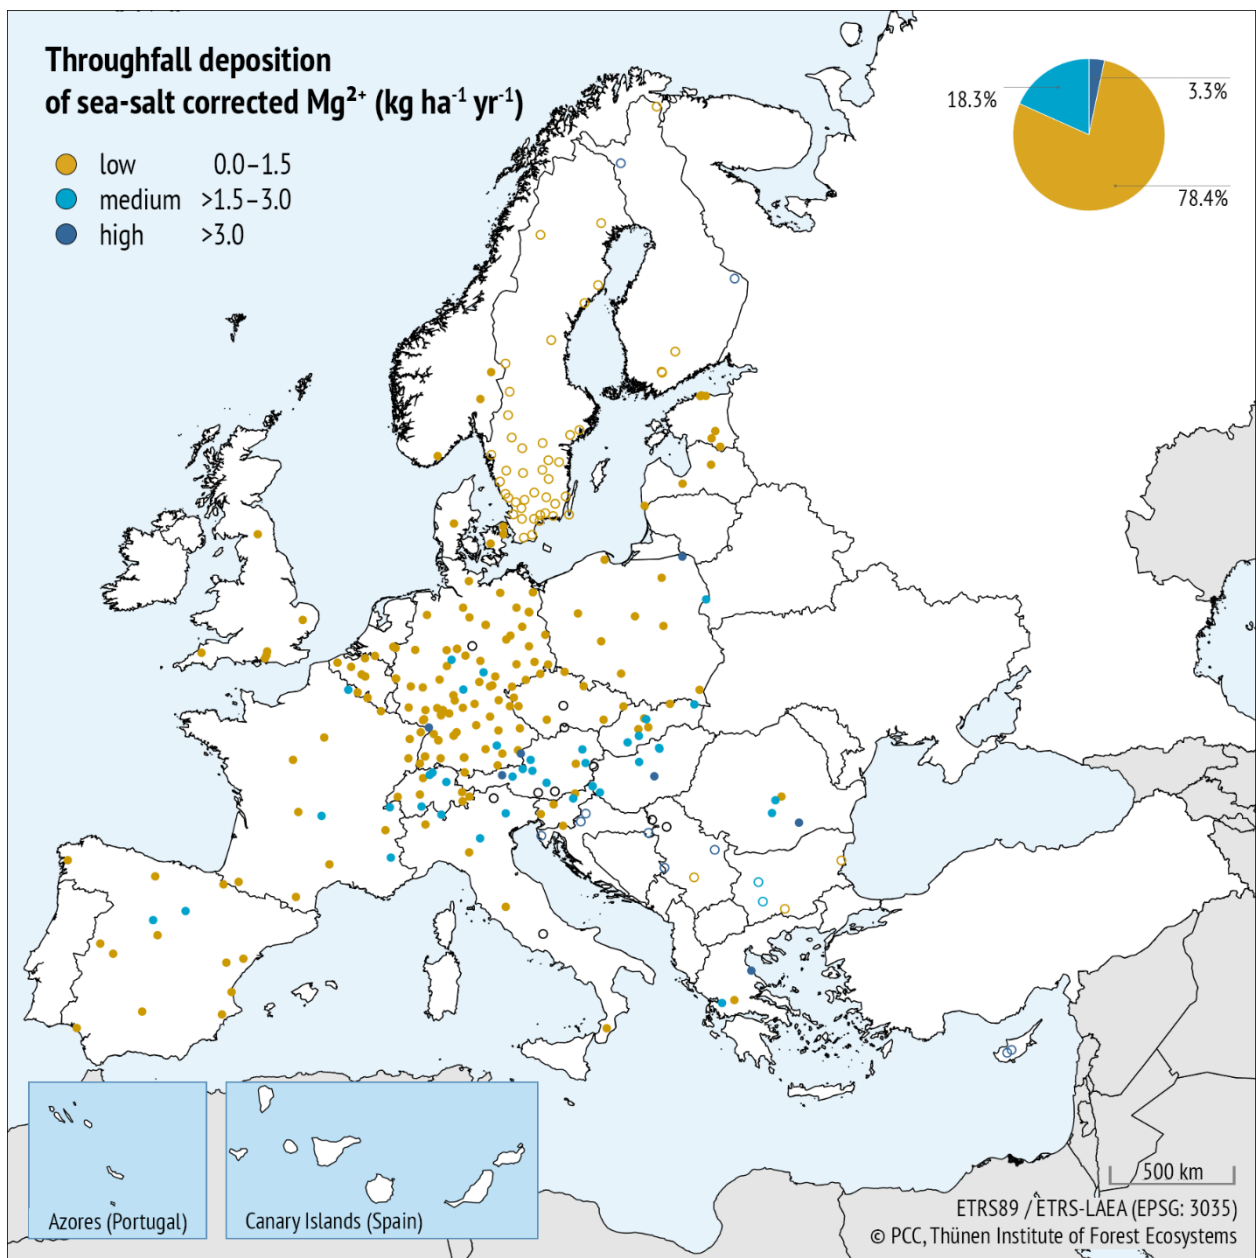 Throughfall deposition
of sea-salt corrected Mg²⁺ (kg ha⁻¹ yr⁻¹)
low 0.0–1.5
medium >1.5–3.0
high >3.0
18.3%
3.3%
78.4%
500 km
Azores (Portugal)
Canary Islands (Spain)
ETRS89 / ETRS-LAEA (EPSG: 3035)
© PCC, Thünen Institute of Forest Ecosystems